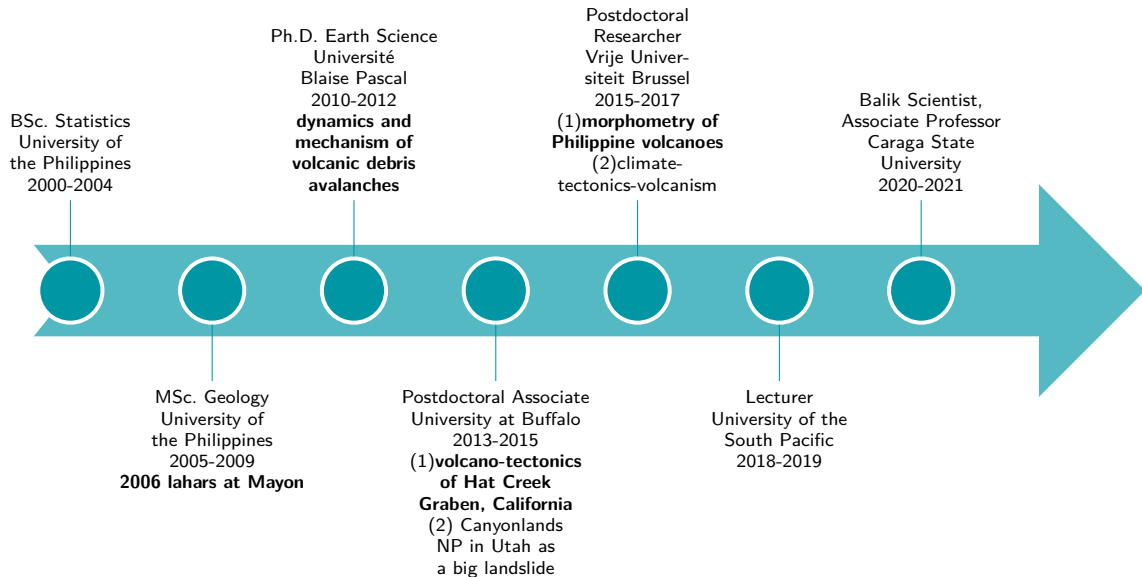 BSc. Statistics
University of
the Philippines
2000-2004
MSc. Geology
University of
the Philippines
2005-2009
2006 lahars at Mayon
Ph.D. Earth Science
Université
Blaise Pascal
2010-2012
dynamics and
mechanism of
volcanic debris
avalanches
Postdoctoral Associate
University at Buffalo
2013-2015
(1)volcano-tectonics
of Hat Creek
Graben, California
(2) Canyonlands
NP in Utah as
a big landslide
Postdoctoral
Researcher
Vrije Univer-
siteit Brussel
2015-2017
(1)morphometry of
Philippine volcanoes
(2)climate-
tectonics-volcanism
Lecturer
University of the
South Pacific
2018-2019
Balik Scientist,
Associate Professor
Caraga State
University
2020-2021